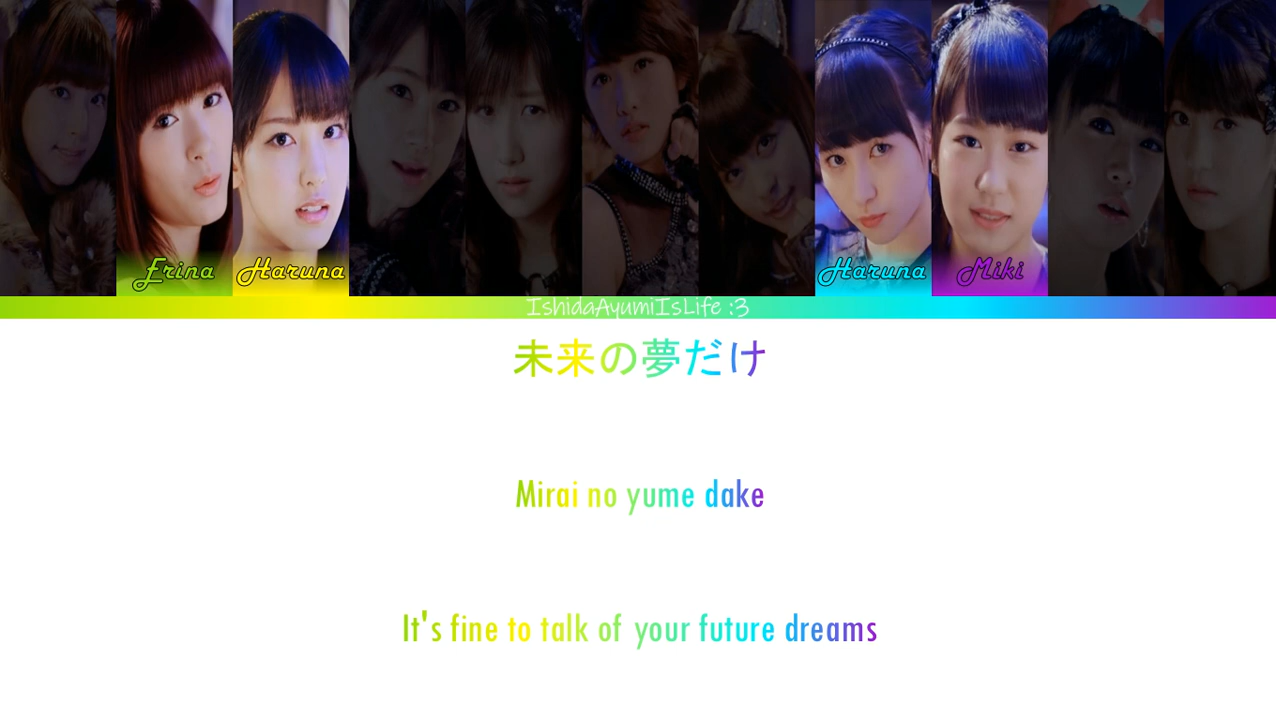 Erina Haruna Haruna Miki
IshidaAyumiIsLife :3
未来の夢だけ
Mirai no yume dake
It's fine to talk of your future dreams